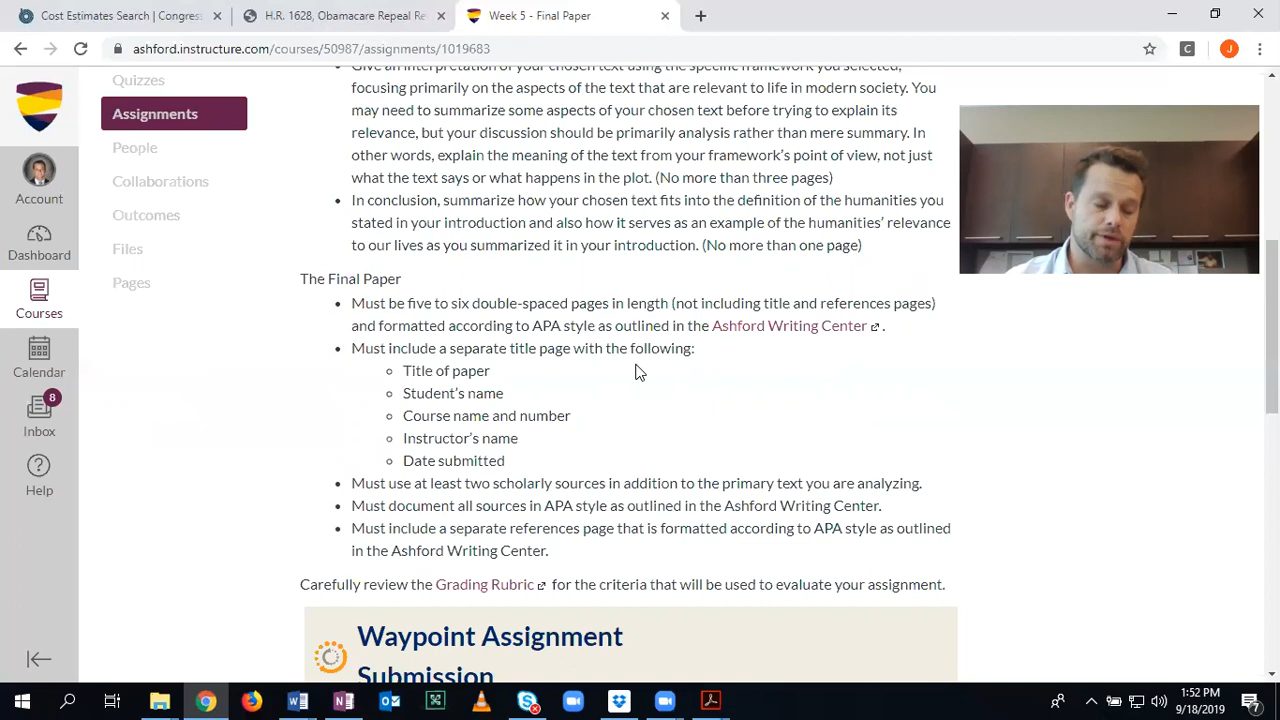 Cost Estimates Search | Congres
H.R. 1628, Obamacare Repeal Re
Week 5 - Final Paper
ashford.instructure.com/courses/50987/assignments/1019683
C
J
Account
Dashboard
Courses
Calendar
8
Inbox
Help
Quizzes
Assignments
People
Collaborations
Outcomes
Files
Pages
Give an interpretation of your chosen text using the specific framework you selected,
focusing primarily on the aspects of the text that are relevant to life in modern society. You
may need to summarize some aspects of your chosen text before trying to explain its
relevance, but your discussion should be primarily analysis rather than mere summary. In
other words, explain the meaning of the text from your framework's point of view, not just
what the text says or what happens in the plot. (No more than three pages)
In conclusion, summarize how your chosen text fits into the definition of the humanities you
stated in your introduction and also how it serves as an example of the humanities' relevance
to our lives as you summarized it in your introduction. (No more than one page)
The Final Paper
Must be five to six double-spaced pages in length (not including title and references pages)
and formatted according to APA style as outlined in the Ashford Writing Center .
Must include a separate title page with the following:
Title of paper
Student's name
Course name and number
Instructor's name
Date submitted
Must use at least two scholarly sources in addition to the primary text you are analyzing.
Must document all sources in APA style as outlined in the Ashford Writing Center.
Must include a separate references page that is formatted according to APA style as outlined
in the Ashford Writing Center.
Carefully review the Grading Rubric for the criteria that will be used to evaluate your assignment.
Waypoint Assignment
Submission
1:52 PM
9/18/2019
7